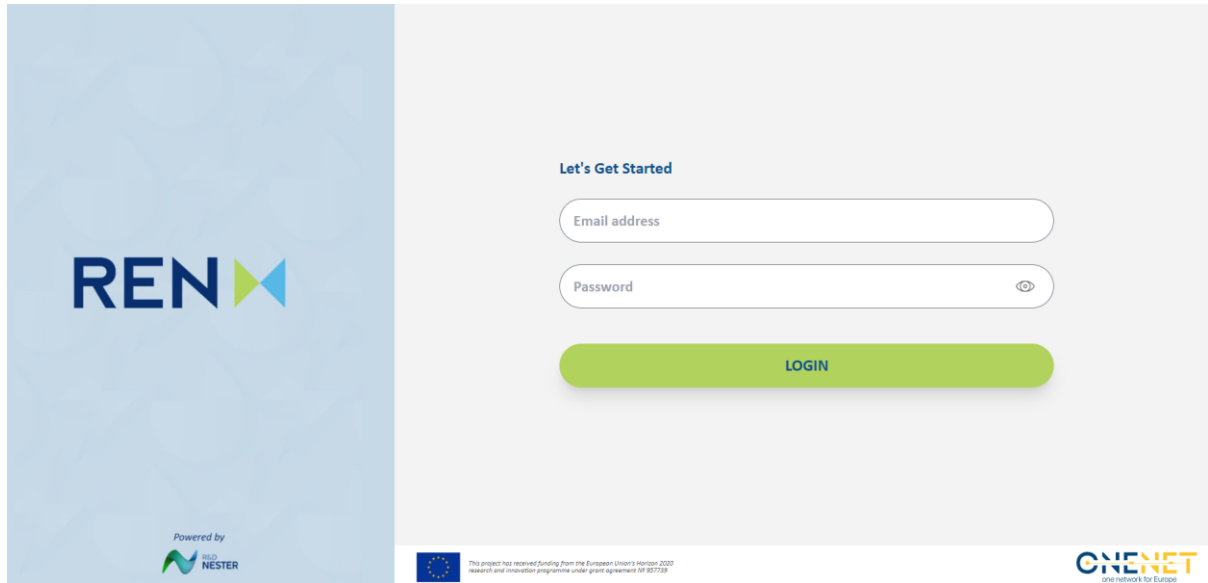 REN
Powered by
R&D
NESTER
Let's Get Started
Email address
Password
LOGIN
This project has received funding from the European Union's Horizon 2020
research and innovation programme under grant agreement Nº 957739
ONENET
one network for Europe